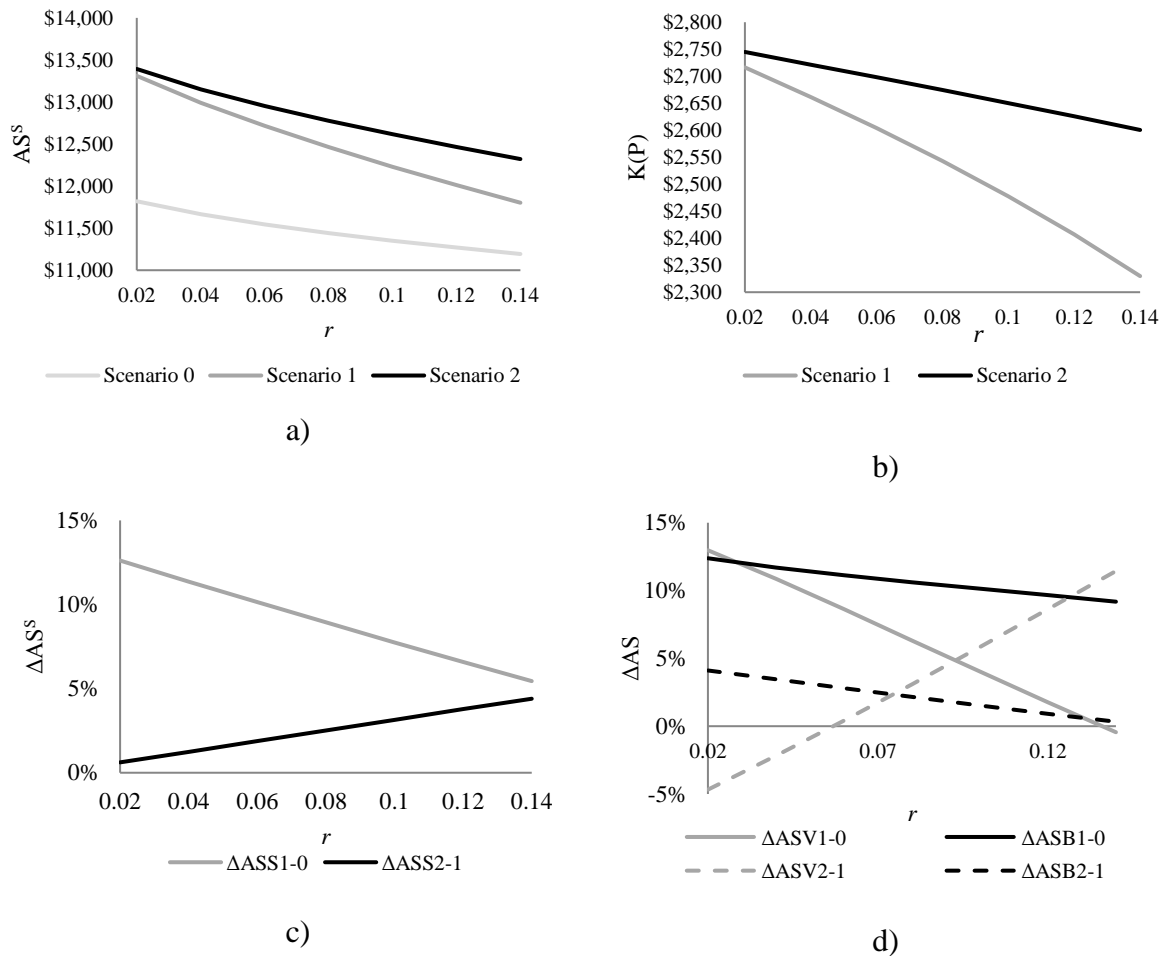 $14,000
$13,500
$13,000
$12,500
$12,000
$11,500
$11,000
AS^S
0.02 0.04 0.06 0.08 0.1 0.12 0.14
r
Scenario 0 Scenario 1 Scenario 2
a)
$2,800
$2,750
$2,700
$2,650
$2,600
$2,550
$2,500
$2,450
$2,400
$2,350
$2,300
K(P)
0.02 0.04 0.06 0.08 0.1 0.12 0.14
r
Scenario 1 Scenario 2
b)
15%
10%
5%
0%
ΔAS^S
0.02 0.04 0.06 0.08 0.1 0.12 0.14
r
ΔASS1-0 ΔASS2-1
c)
15%
10%
5%
0%
-5%
ΔAS
0.02 0.07 0.12
r
ΔASV1-0 ΔASB1-0
ΔASV2-1 ΔASB2-1
d)